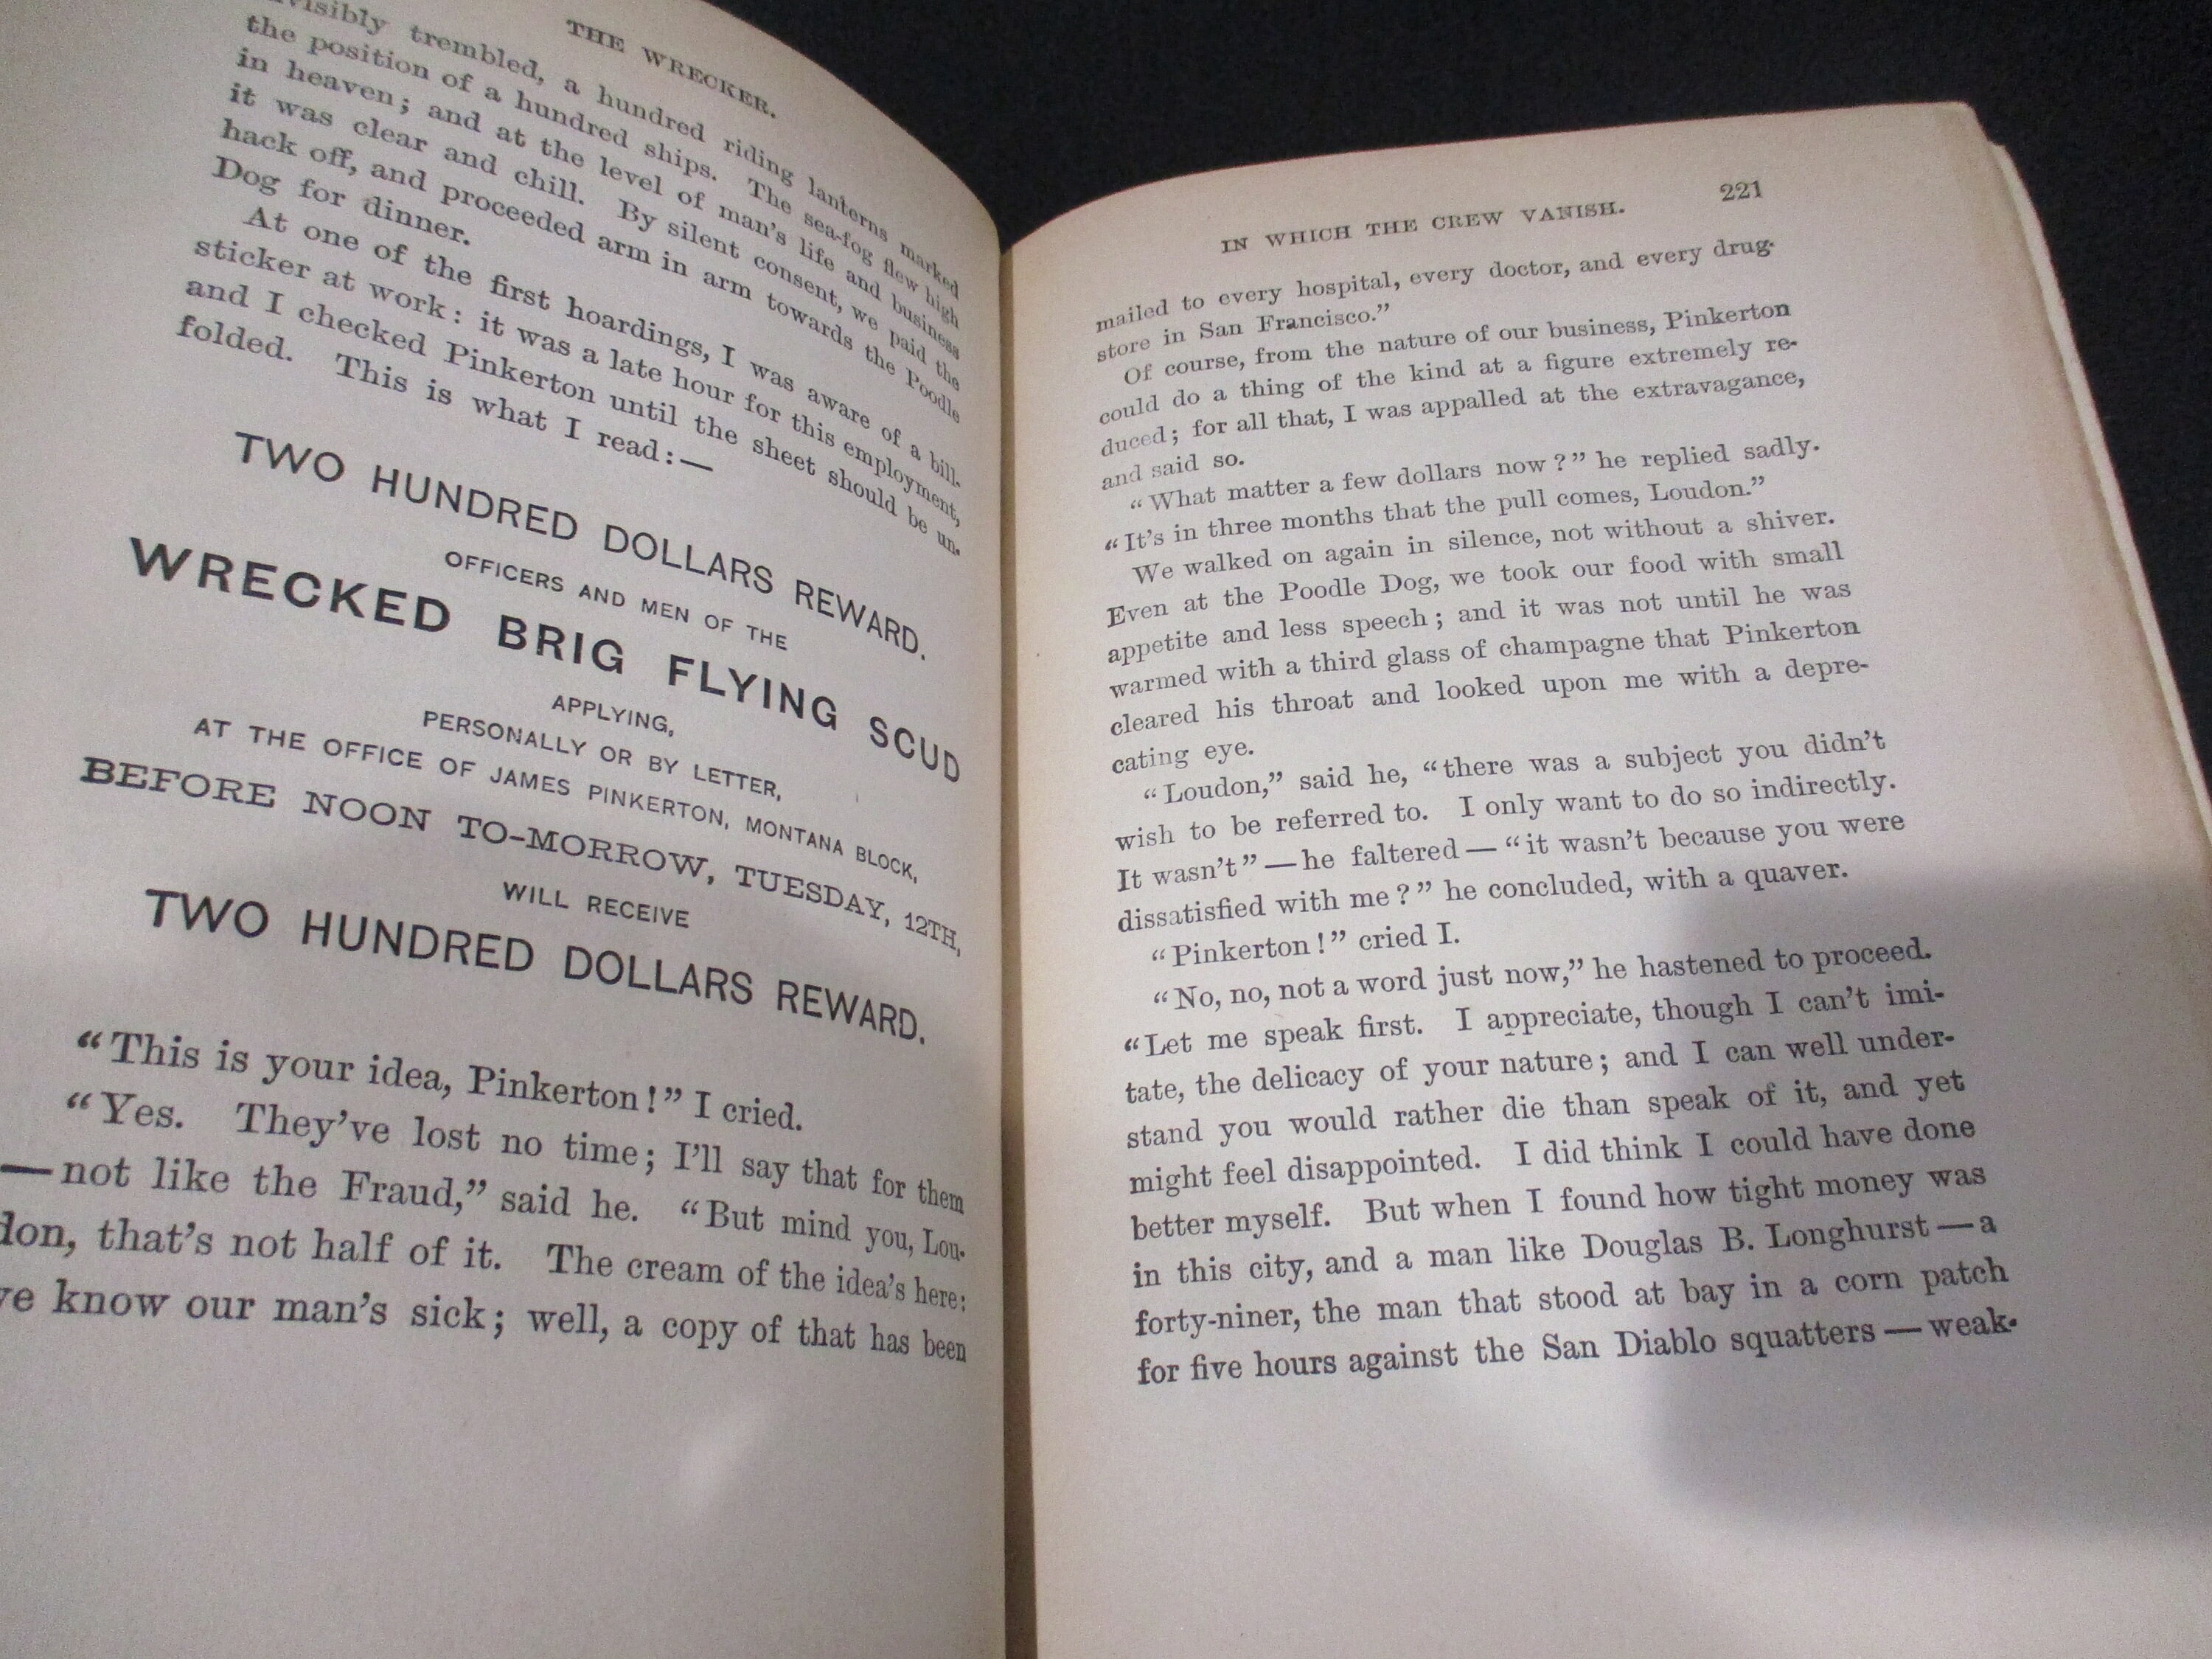 THE WRECKER.
visibly trembled, a hundred riding lanterns marked
the position of a hundred ships. The sea-fog flew high
in heaven; and at the level of man's life and business
it was clear and chill. By silent consent, we paid the
hack off, and proceeded arm in arm towards the Poodle
Dog for dinner.
At one of the first hoardings, I was aware of a bill-
sticker at work: it was a late hour for this employment,
and I checked Pinkerton until the sheet should be un-
folded. This is what I read:—
TWO HUNDRED DOLLARS REWARD.
OFFICERS AND MEN OF THE
WRECKED BRIG FLYING SCUD
APPLYING,
PERSONALLY OR BY LETTER,
AT THE OFFICE OF JAMES PINKERTON, MONTANA BLOCK,
BEFORE NOON TO-MORROW, TUESDAY, 12TH,
WILL RECEIVE
TWO HUNDRED DOLLARS REWARD.
“This is your idea, Pinkerton!” I cried.
“Yes. They've lost no time; I'll say that for them
—not like the Fraud,” said he. “But mind you, Lou-
don, that's not half of it. The cream of the idea's here:
we know our man's sick; well, a copy of that has been
IN WHICH THE CREW VANISH. 221
mailed to every hospital, every doctor, and every drug-
store in San Francisco.”
Of course, from the nature of our business, Pinkerton
could do a thing of the kind at a figure extremely re-
duced; for all that, I was appalled at the extravagance,
and said so.
“What matter a few dollars now?” he replied sadly.
“It's in three months that the pull comes, Loudon.”
We walked on again in silence, not without a shiver.
Even at the Poodle Dog, we took our food with small
appetite and less speech; and it was not until he was
warmed with a third glass of champagne that Pinkerton
cleared his throat and looked upon me with a depre-
cating eye.
“Loudon,” said he, “there was a subject you didn't
wish to be referred to. I only want to do so indirectly.
It wasn't”—he faltered—“it wasn't because you were
dissatisfied with me?” he concluded, with a quaver.
“Pinkerton!” cried I.
“No, no, not a word just now,” he hastened to proceed.
“Let me speak first. I appreciate, though I can't imi-
tate, the delicacy of your nature; and I can well under-
stand you would rather die than speak of it, and yet
might feel disappointed. I did think I could have done
better myself. But when I found how tight money was
in this city, and a man like Douglas B. Longhurst—a
forty-niner, the man that stood at bay in a corn patch
for five hours against the San Diablo squatters—weak-